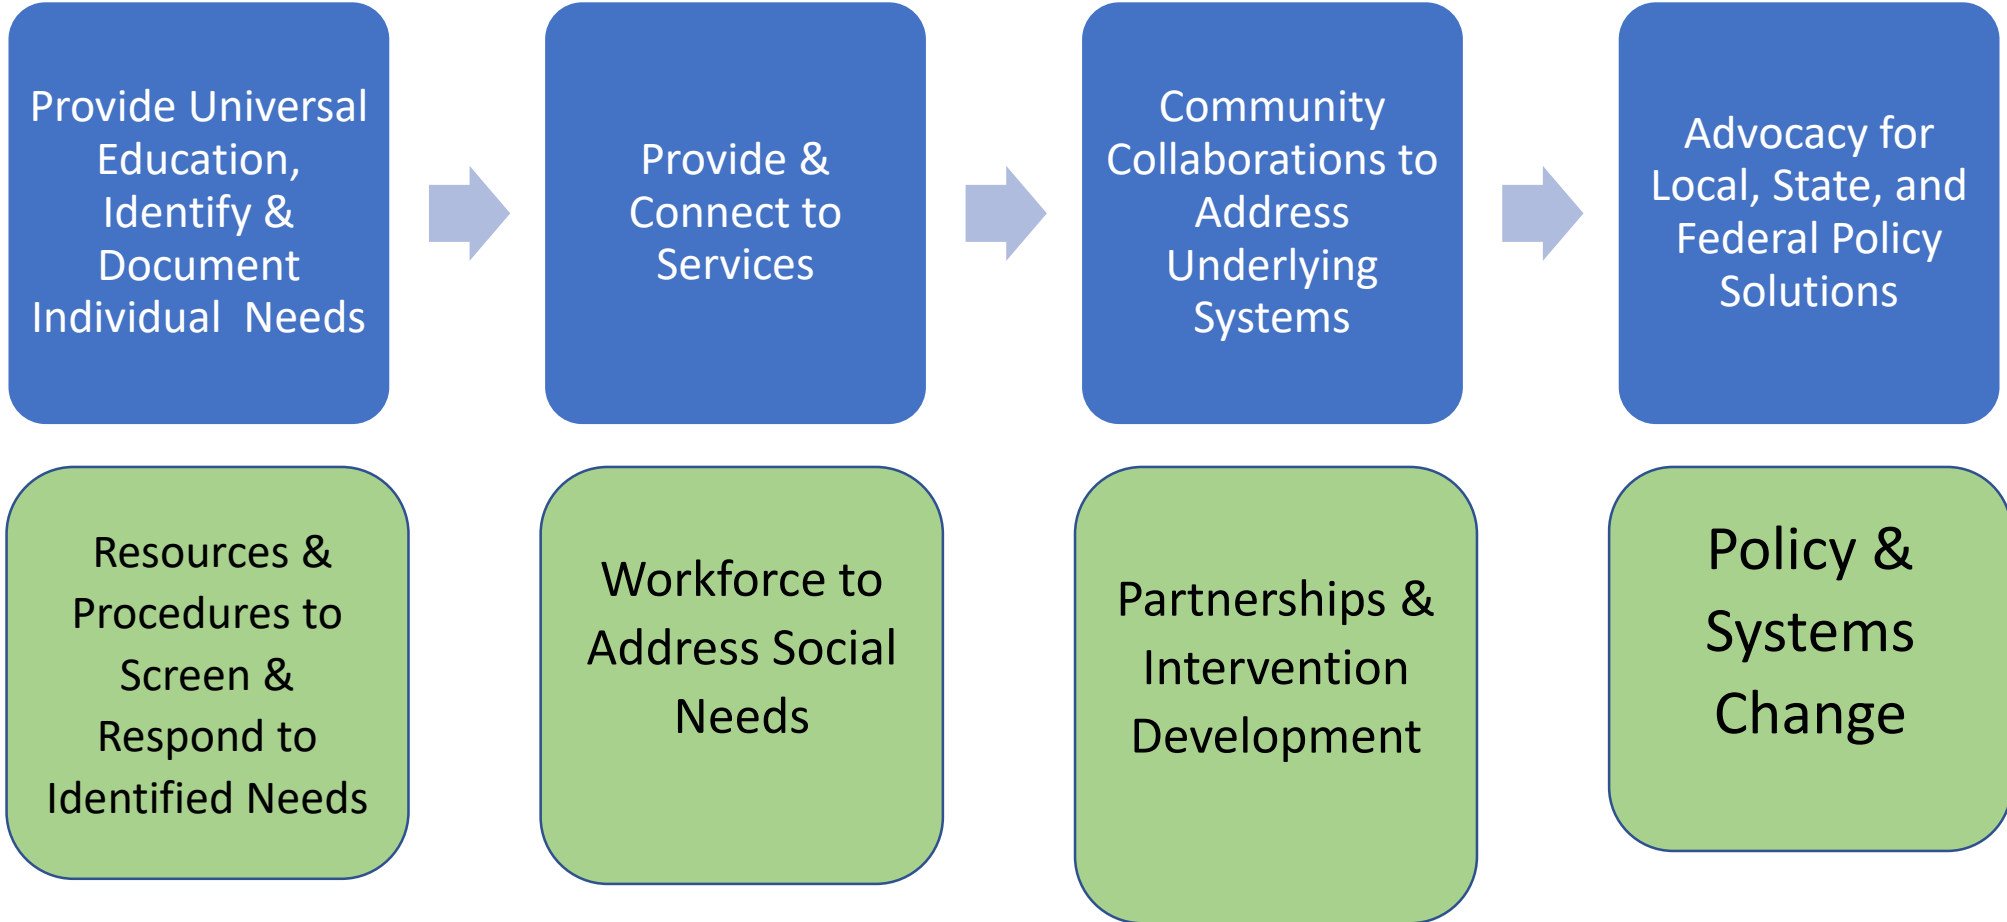 Provide Universal
Education,
Identify &
Document
Individual  Needs
Provide &
Connect to
Services
Community
Collaborations to
Address
Underlying
Systems
Advocacy for
Local, State, and
Federal Policy
Solutions
Resources &
Procedures to
Screen &
Respond to
Identified Needs
Workforce to
Address Social
Needs
Partnerships &
Intervention
Development
Policy &
Systems
Change